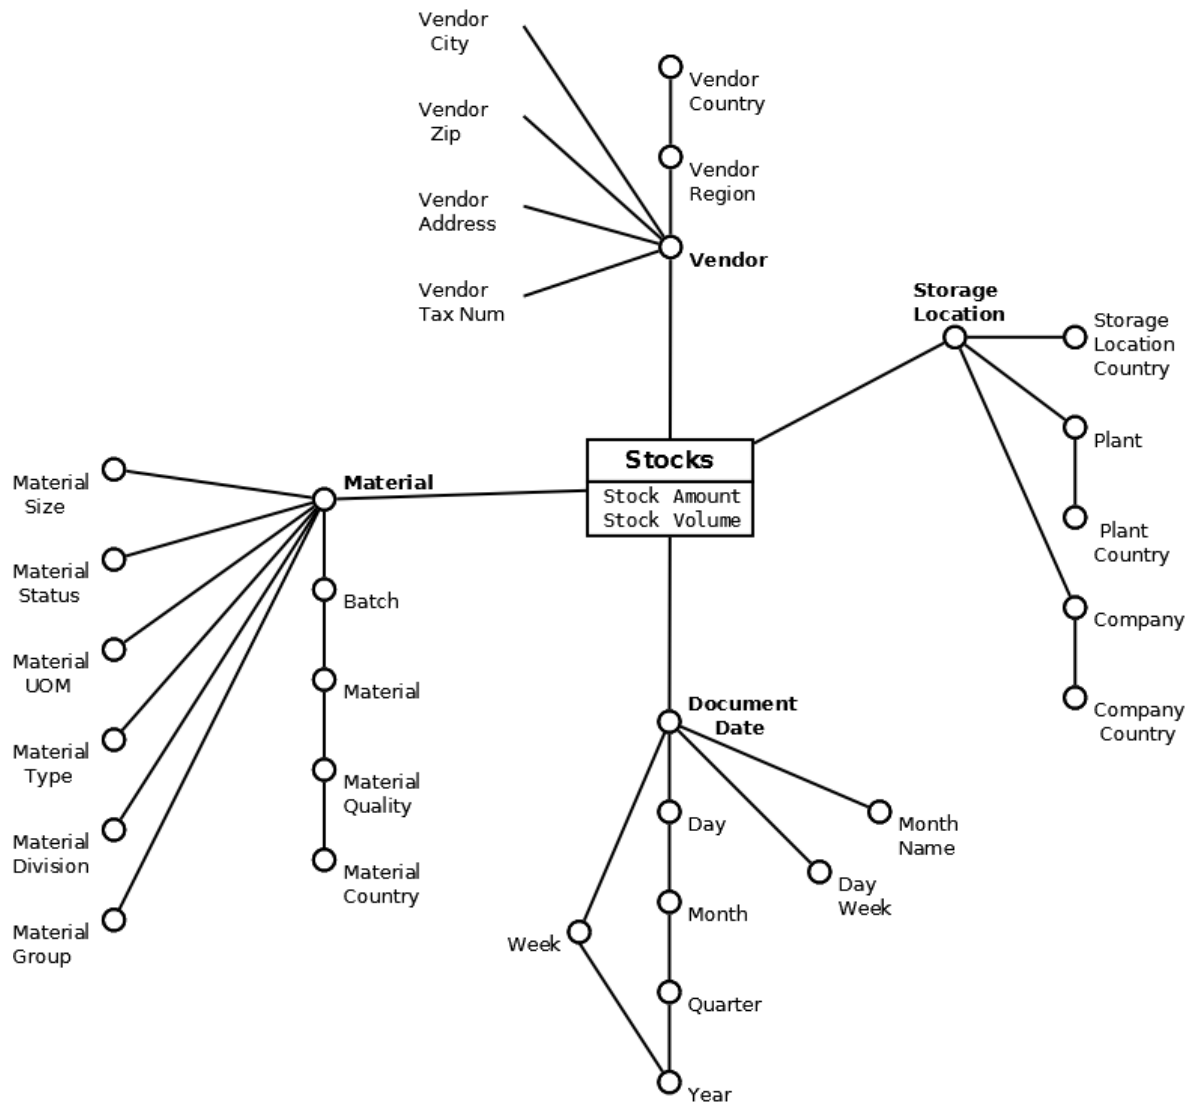 Vendor
City
Vendor
Country
Vendor
Zip
Vendor
Region
Vendor
Address
Vendor
Vendor
Tax Num
Storage
Location
Storage
Location
Country
Plant
Plant
Country
Company
Company
Country
Stocks
Stock Amount
Stock Volume
Material
Material
Size
Material
Status
Material
UOM
Material
Type
Material
Division
Material
Group
Batch
Material
Material
Quality
Material
Country
Document
Date
Day
Month
Name
Day
Week
Month
Week
Quarter
Year